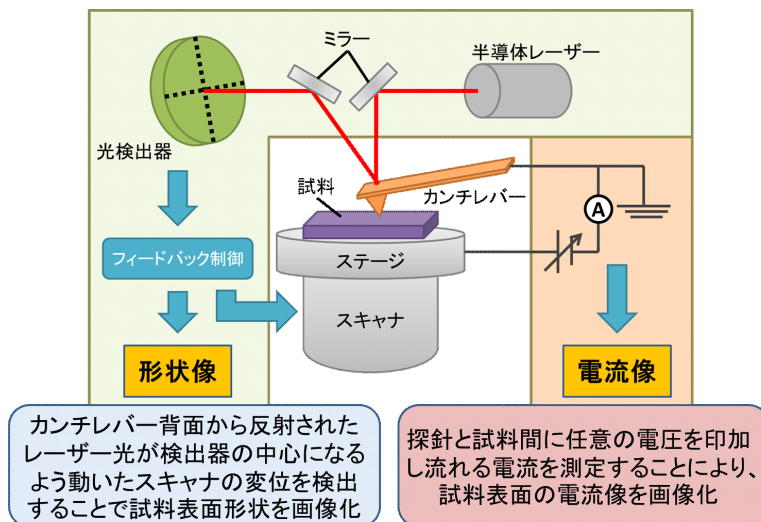 ミラー
半導体レーザー
光検出器
試料
カンチレバー
A
フィードバック制御
ステージ
スキャナ
形状像
電流像
カンチレバー背面から反射された
レーザー光が検出器の中心になる
よう動いたスキャナの変位を検出
することで試料表面形状を画像化
探針と試料間に任意の電圧を印加
し流れる電流を測定することにより、
試料表面の電流像を画像化